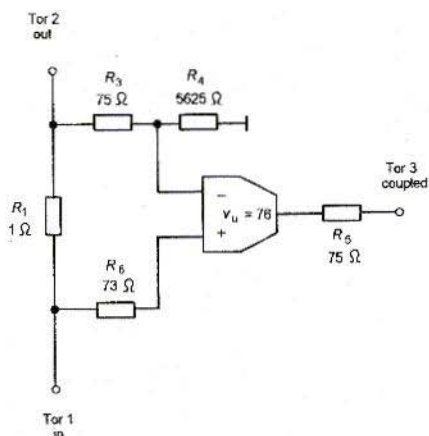 Tor 2
out
R3
75 Ω
R4
5625 Ω
Tor 3
coupled
−
vu = 76
+
R1
1 Ω
R5
75 Ω
R6
73 Ω
Tor 1
in